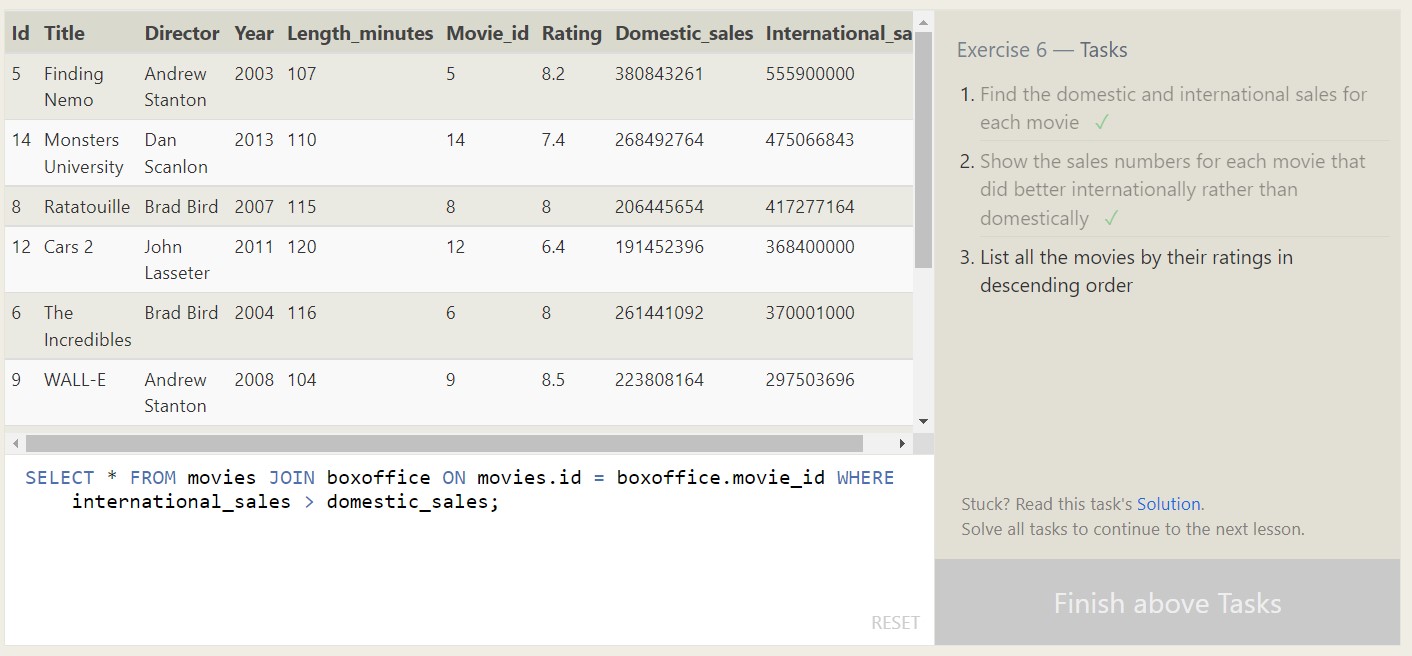 Id Title Director Year Length_minutes Movie_id Rating Domestic_sales International_sa
5 Finding Nemo Andrew Stanton 2003 107 5 8.2 380843261 555900000
14 Monsters University Dan Scanlon 2013 110 14 7.4 268492764 475066843
8 Ratatouille Brad Bird 2007 115 8 8 206445654 417277164
12 Cars 2 John Lasseter 2011 120 12 6.4 191452396 368400000
6 The Incredibles Brad Bird 2004 116 6 8 261441092 370001000
9 WALL-E Andrew Stanton 2008 104 9 8.5 223808164 297503696
SELECT * FROM movies JOIN boxoffice ON movies.id = boxoffice.movie_id WHERE
international_sales > domestic_sales;
RESET
Exercise 6 — Tasks
1. Find the domestic and international sales for
each movie ✓
2. Show the sales numbers for each movie that
did better internationally rather than
domestically ✓
3. List all the movies by their ratings in
descending order
Stuck? Read this task's Solution.
Solve all tasks to continue to the next lesson.
Finish above Tasks